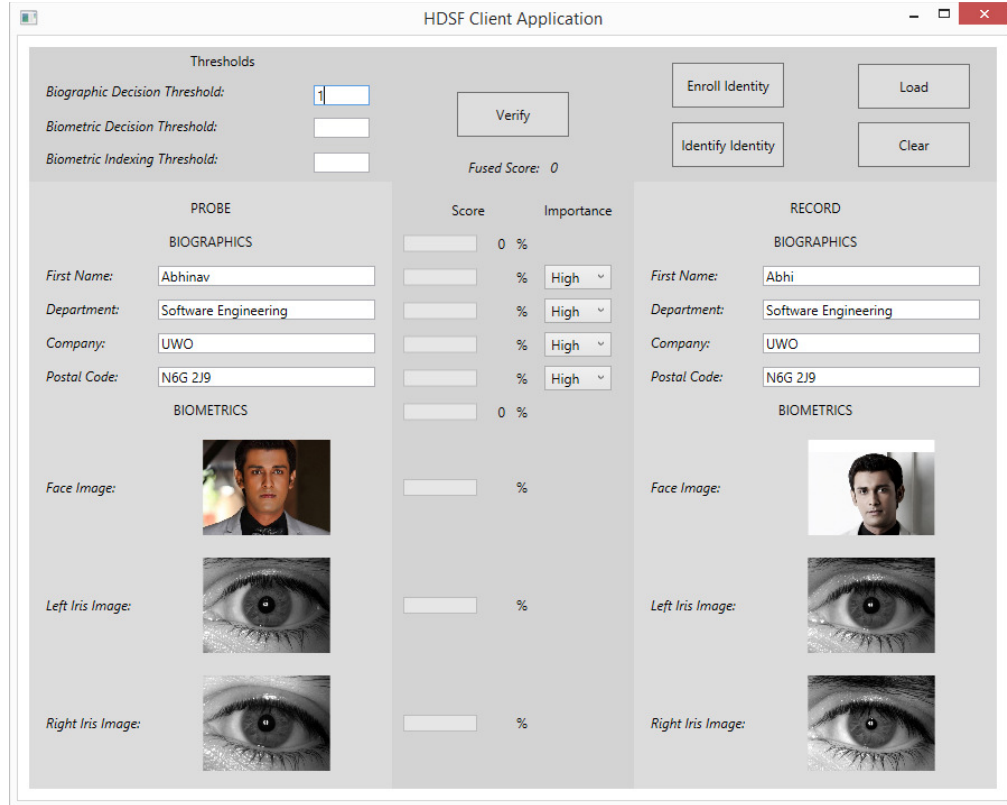 HDSF Client Application
Thresholds
Biographic Decision Threshold: 1
Biometric Decision Threshold:
Biometric Indexing Threshold:
Verify
Fused Score: 0
Enroll Identity
Load
Identify Identity
Clear
PROBE
BIOGRAPHICS
First Name: Abhinav
Department: Software Engineering
Company: UWO
Postal Code: N6G 2J9
BIOMETRICS
Face Image:
Left Iris Image:
Right Iris Image:
Score Importance
0 %
% High
% High
% High
% High
0 %
%
%
%
RECORD
BIOGRAPHICS
First Name: Abhi
Department: Software Engineering
Company: UWO
Postal Code: N6G 2J9
BIOMETRICS
Face Image:
Left Iris Image:
Right Iris Image: